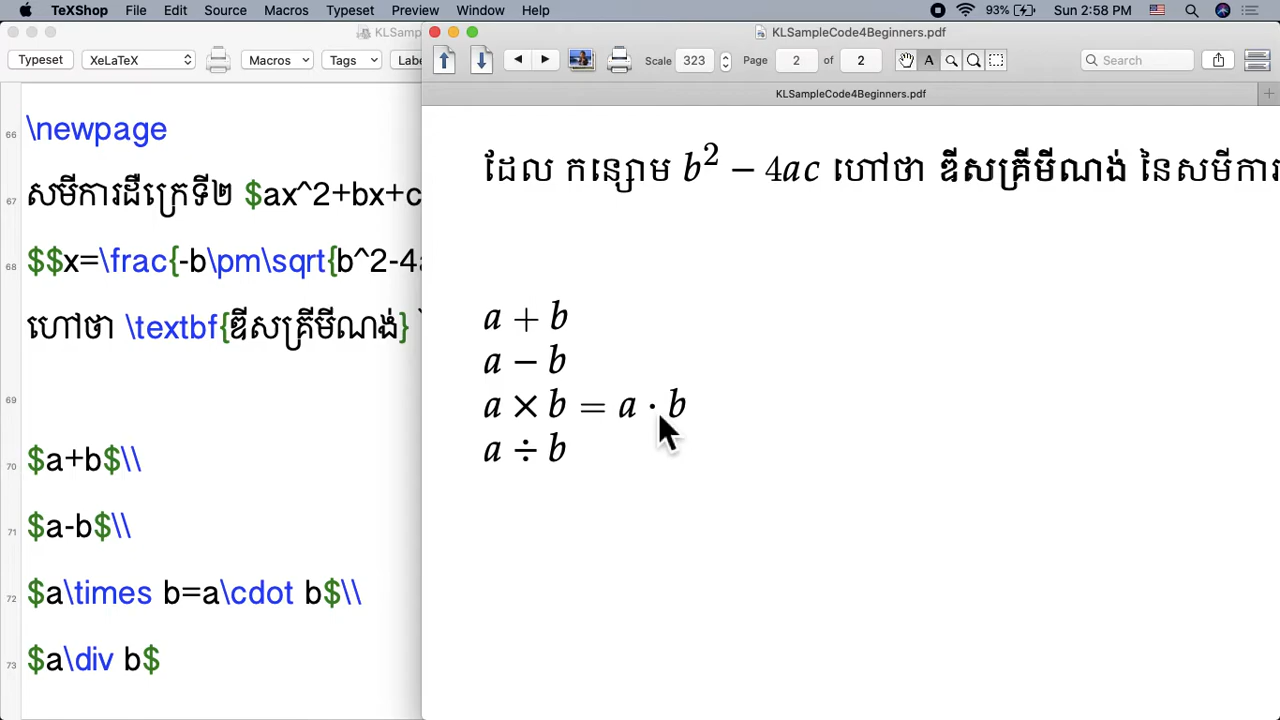 TeXShop File Edit Source Macros Typeset Preview Window Help 93% Sun 2:58 PM
KLSam
KLSampleCode4Beginners.pdf
Typeset XeLaTeX Macros Tags Labe
Scale 323 Page 2 of 2 Search
KLSampleCode4Beginners.pdf
66 \newpage
67 សមីការដឺក្រេទី២ $ax^2+bx+c
68 $$x=\frac{-b\pm\sqrt{b^2-4a
ហៅថា \textbf{ឌីសគ្រីមីណង់}
69
70 $a+b$\\
71 $a-b$\\
72 $a\times b=a\cdot b$\\
73 $a\div b$
ដែល កន្សោម b² − 4ac ហៅថា ឌីសគ្រីមីណង់ នៃសមីការ
a + b
a − b
a × b = a · b
a ÷ b